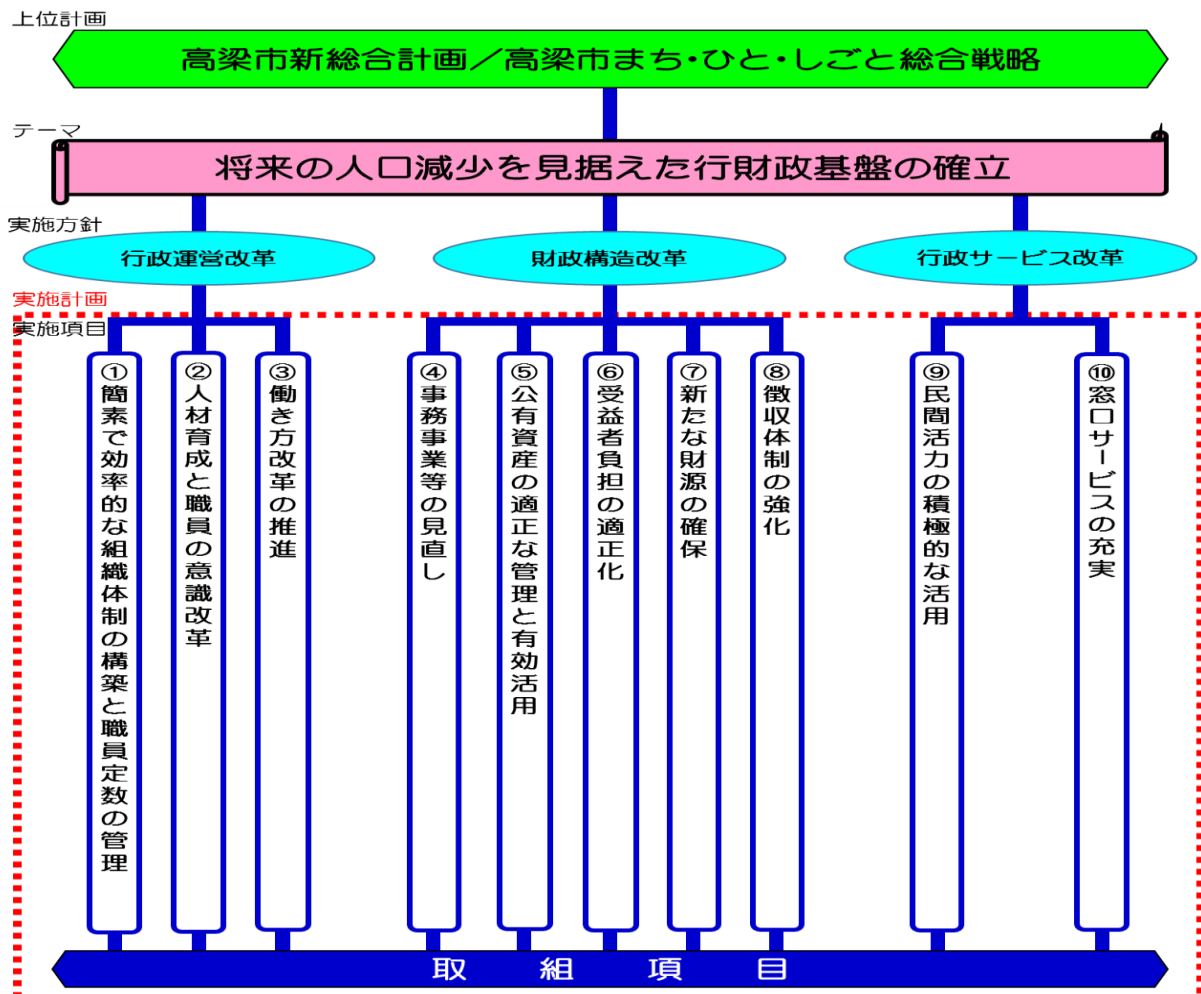 上位計画
高梁市新総合計画／高梁市まち・ひと・しごと総合戦略
テーマ
将来の人口減少を見据えた行財政基盤の確立
実施方針
行政運営改革
財政構造改革
行政サービス改革
実施計画
実施項目
①簡素で効率的な組織体制の構築と職員定数の管理
②人材育成と職員の意識改革
③働き方改革の推進
④事務事業等の見直し
⑤公有資産の適正な管理と有効活用
⑥受益者負担の適正化
⑦新たな財源の確保
⑧徴収体制の強化
⑨民間活力の積極的な活用
⑩窓口サービスの充実
取組項目